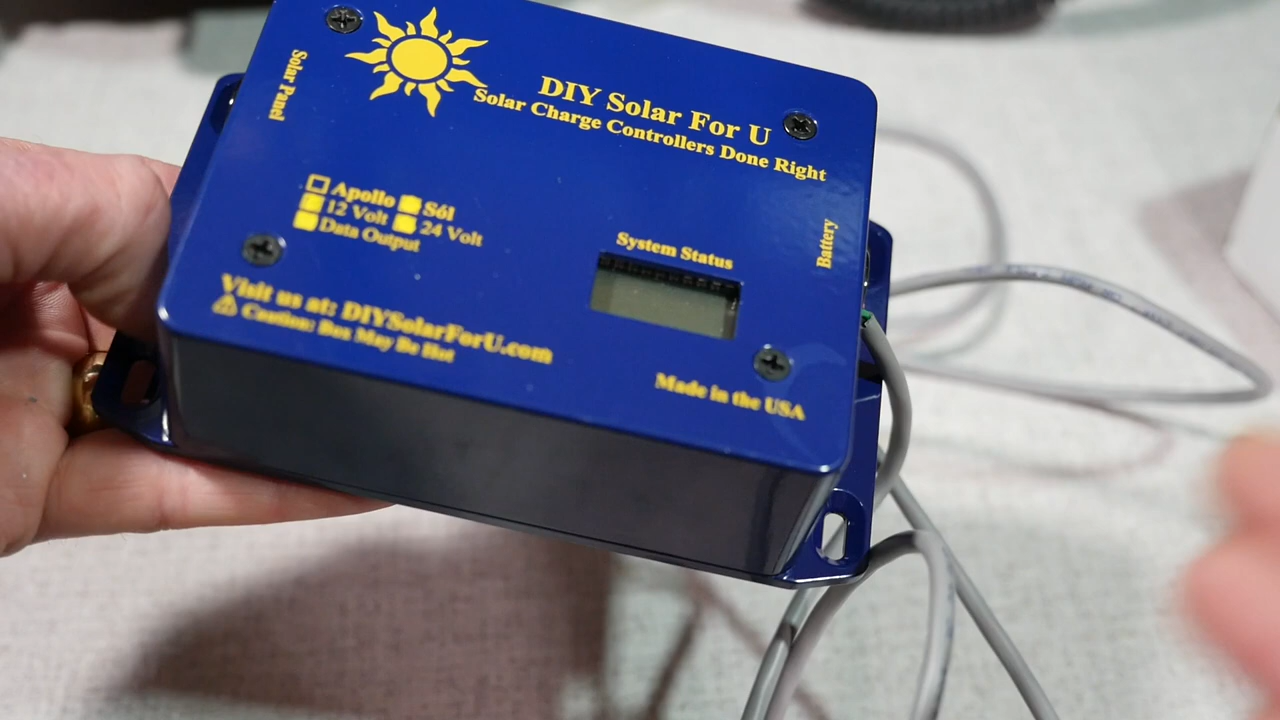 Solar Panel
DIY Solar For U
Solar Charge Controllers Done Right
Apollo Sól
12 Volt 24 Volt
Data Output
System Status
Battery
Visit us at: DIYSolarForU.com
Caution: Box May Be Hot
Made in the USA